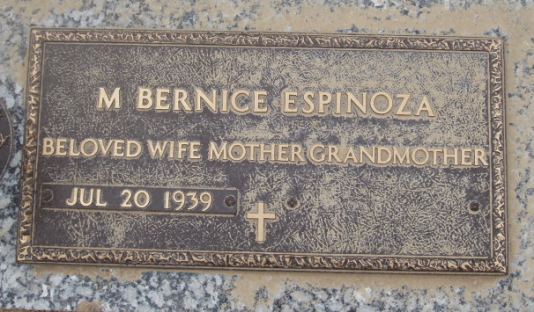 M BERNICE ESPINOZA
BELOVED WIFE MOTHER GRANDMOTHER
JUL 20 1939